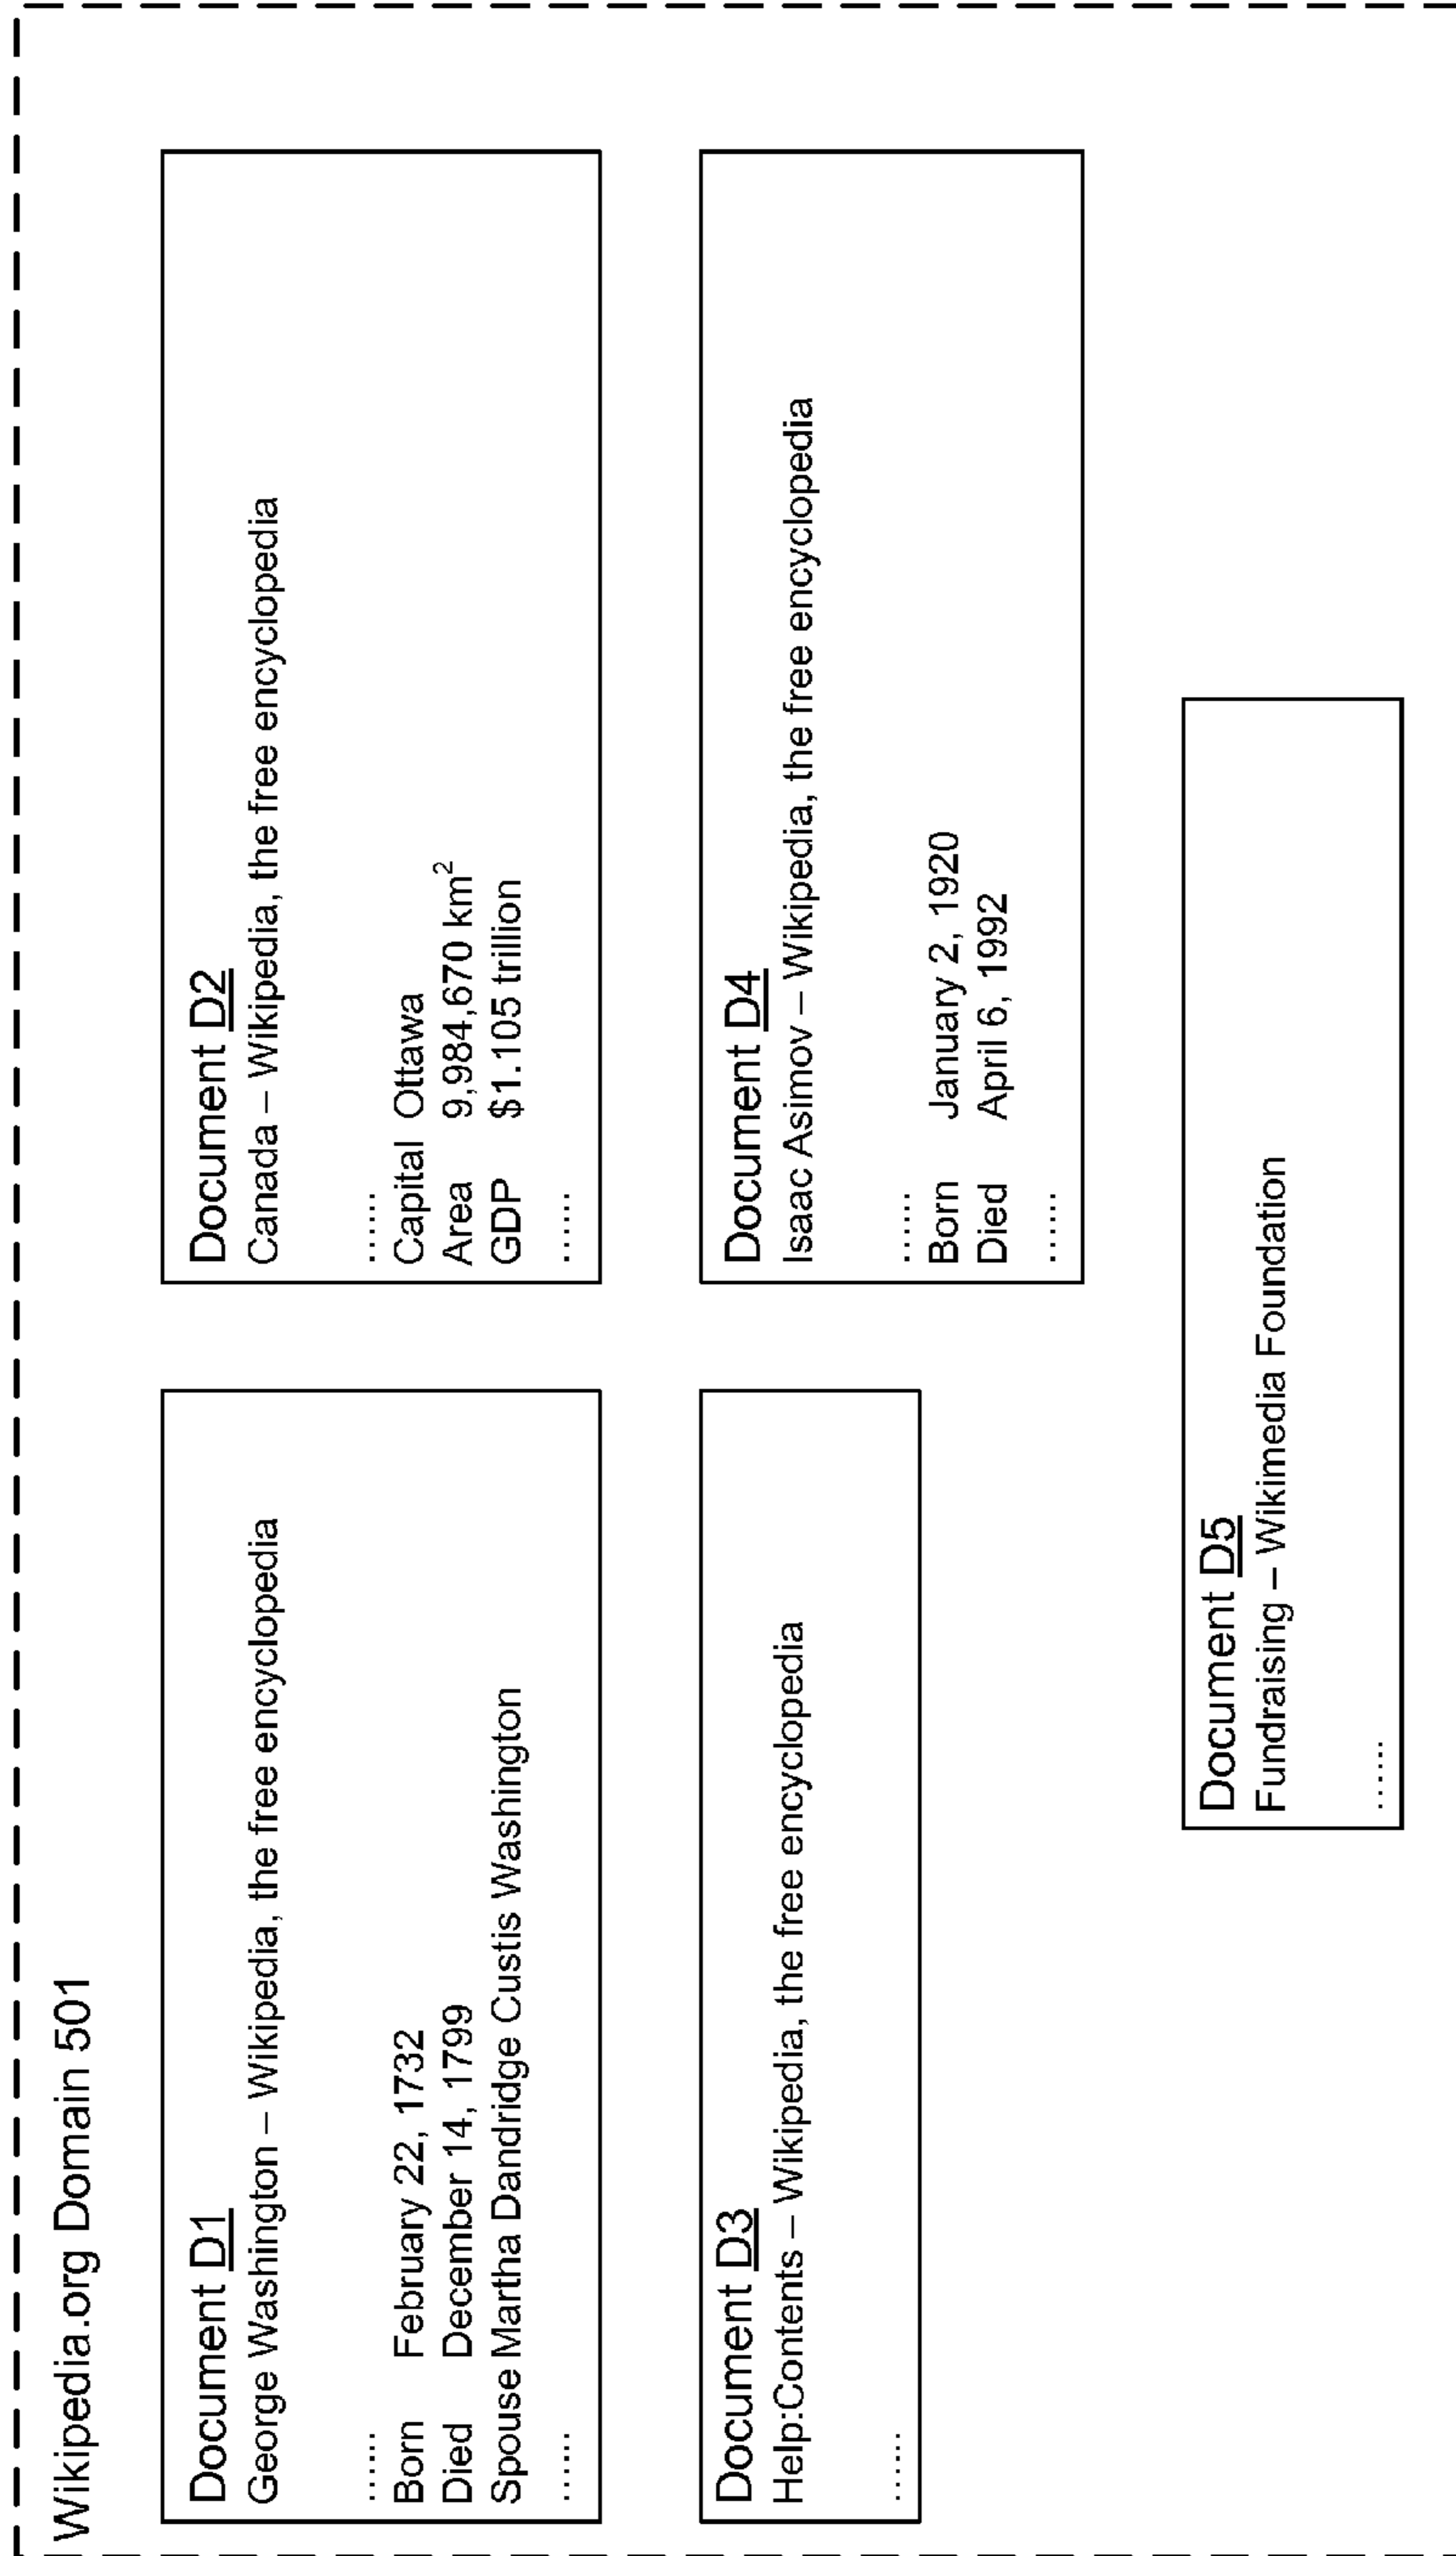 Wikipedia.org Domain 501
Document D1
George Washington – Wikipedia, the free encyclopedia
......
Born February 22, 1732
Died December 14, 1799
Spouse Martha Dandridge Custis Washington
......
Document D2
Canada – Wikipedia, the free encyclopedia
......
Capital Ottawa
Area 9,984,670 km²
GDP $1.105 trillion
......
Document D3
Help:Contents – Wikipedia, the free encyclopedia
......
Document D4
Isaac Asimov – Wikipedia, the free encyclopedia
......
Born January 2, 1920
Died April 6, 1992
......
Document D5
Fundraising – Wikimedia Foundation
......